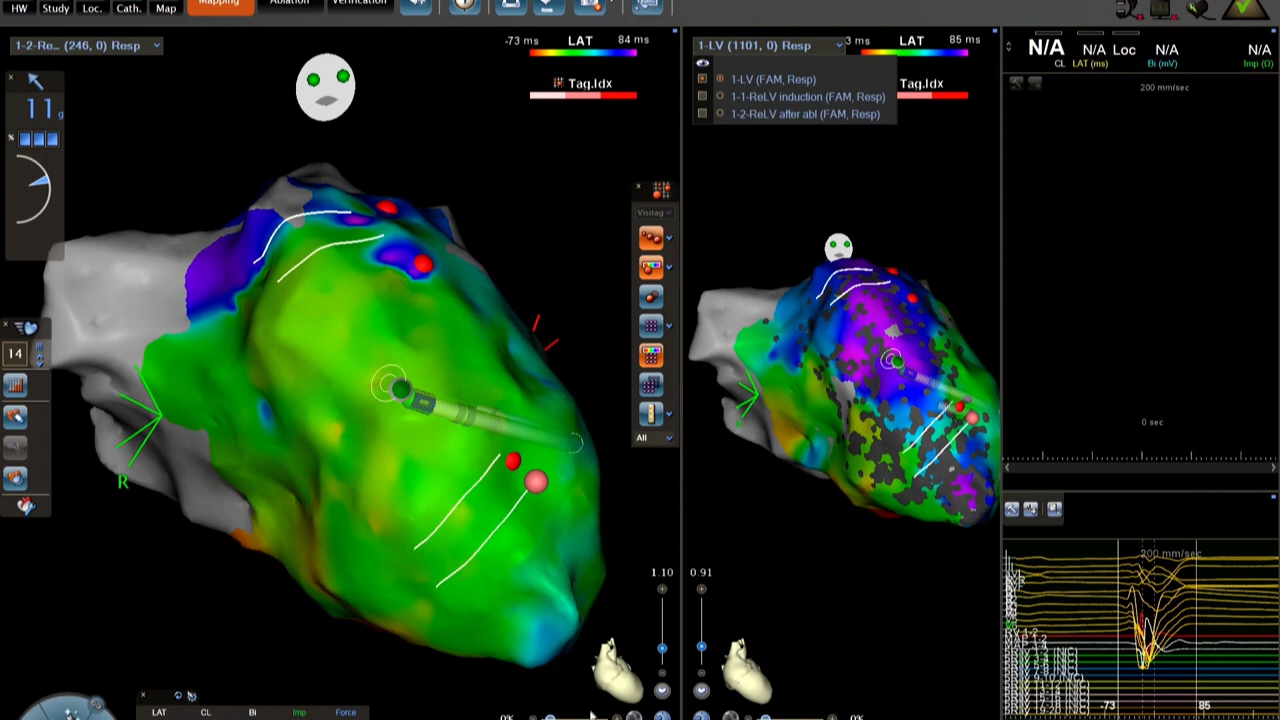 HW Study Loc. Cath. Map Mapping Ablation Verification
1-2-Re... (246, 0) Resp
-73 ms LAT 84 ms
Tag.Idx
11 g
%
14
R
Visitag
All
1.10
LAT CL Bi Imp Force
0%
1-LV (1101, 0) Resp
3 ms LAT 85 ms
Tag.Idx
1-LV (FAM, Resp)
1-1-ReLV induction (FAM, Resp)
1-2-ReLV after abl (FAM, Resp)
0.91
0%
N/A N/A Loc N/A N/A
CL LAT (ms) Bi (mV) Imp (Ω)
200 mm/sec
0 sec
200 mm/sec
-73 85